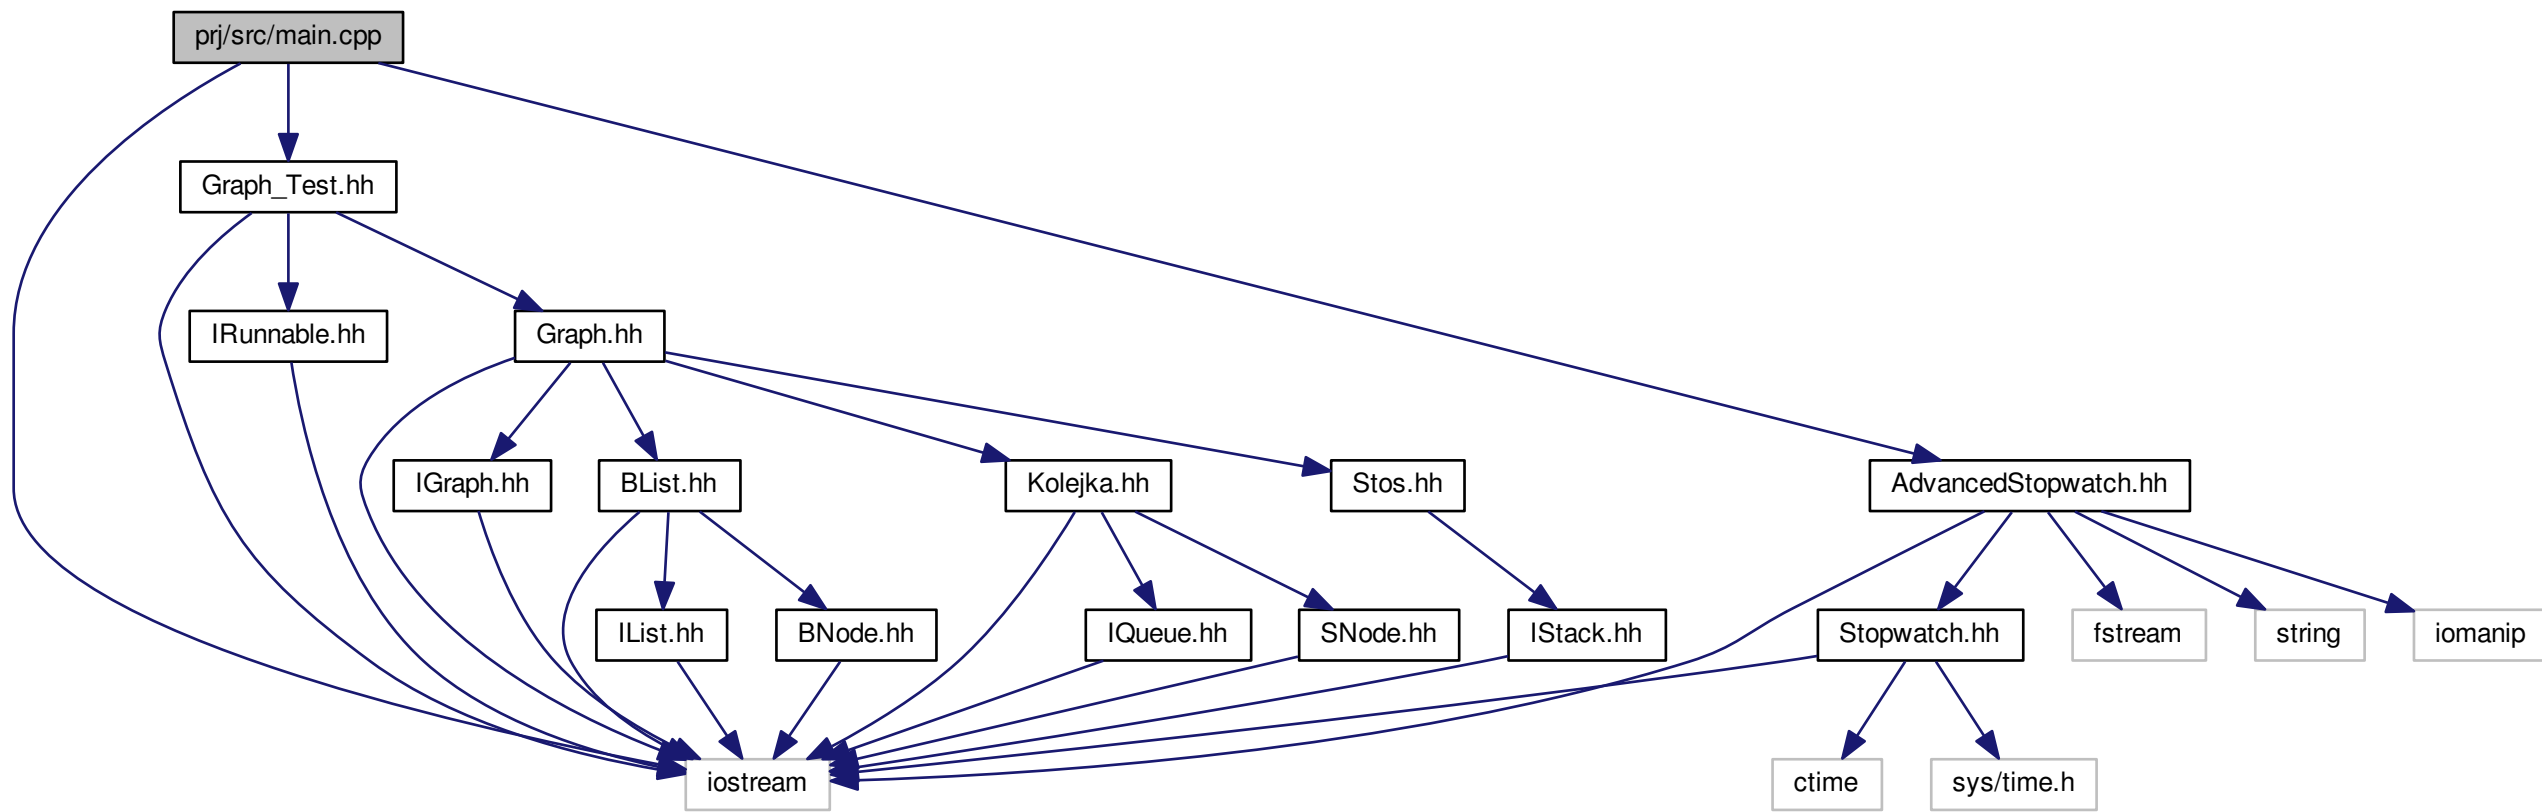 prj/src/main.cpp
Graph_Test.hh
IRunnable.hh
Graph.hh
IGraph.hh
BList.hh
Kolejka.hh
Stos.hh
AdvancedStopwatch.hh
IList.hh
BNode.hh
IQueue.hh
SNode.hh
IStack.hh
Stopwatch.hh
fstream
string
iomanip
iostream
ctime
sys/time.h